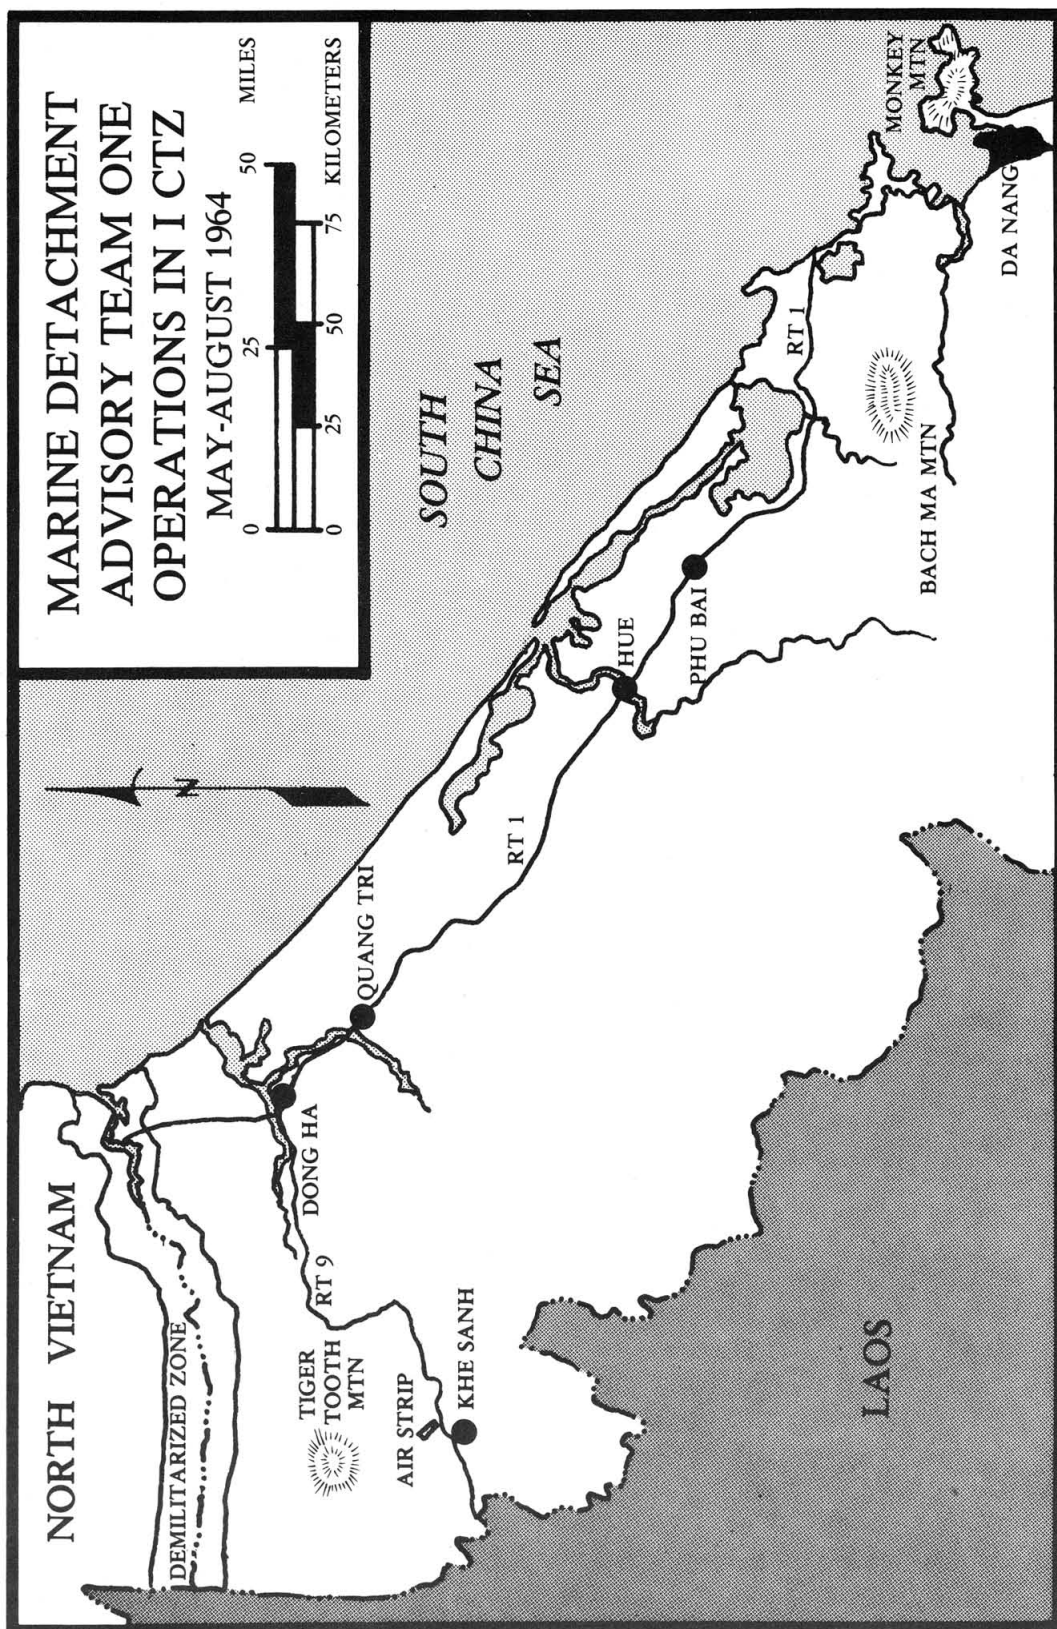 MARINE DETACHMENT
ADVISORY TEAM ONE
OPERATIONS IN I CTZ
MAY-AUGUST 1964
0 25 50 MILES
0 25 50 75 KILOMETERS
NORTH VIETNAM
DEMILITARIZED ZONE
N
SOUTH
CHINA
SEA
DONG HA
QUANG TRI
RT 9
TIGER
TOOTH
MTN
AIR STRIP
KHE SANH
RT 1
HUE
PHU BAI
RT 1
BACH MA MTN
MONKEY
MTN
DA NANG
LAOS